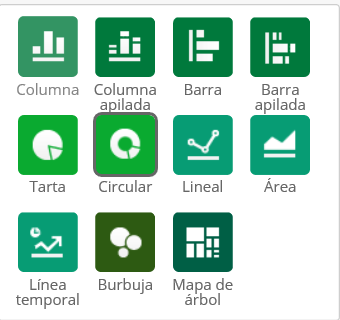 Columna
Columna
apilada
Barra
Barra
apilada
Tarta
Circular
Lineal
Área
Línea
temporal
Burbuja
Mapa de
árbol